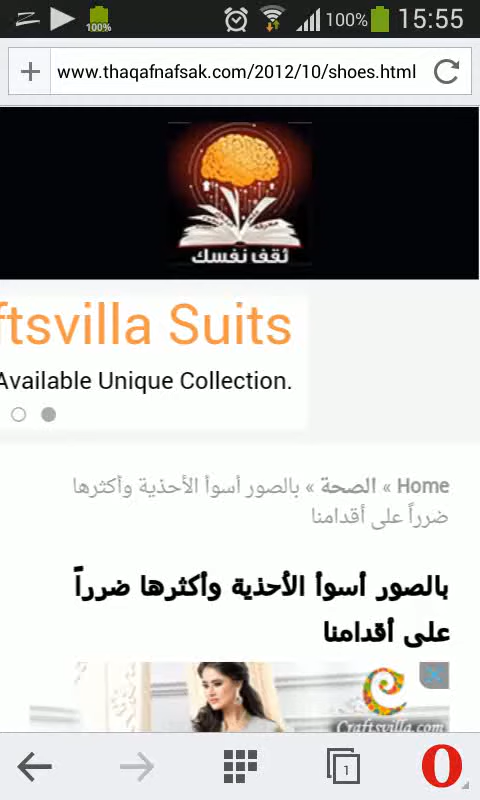 100%
100%
15:55
www.thaqafnafsak.com/2012/10/shoes.html
ثقف نفسك
ftsvilla Suits
Available Unique Collection.
Home » الصحة » بالصور أسوأ الأحذية وأكثرها
ضرراً على أقدامنا
بالصور أسوأ الأحذية وأكثرها ضرراً
على أقدامنا
Craftsvilla.com
1